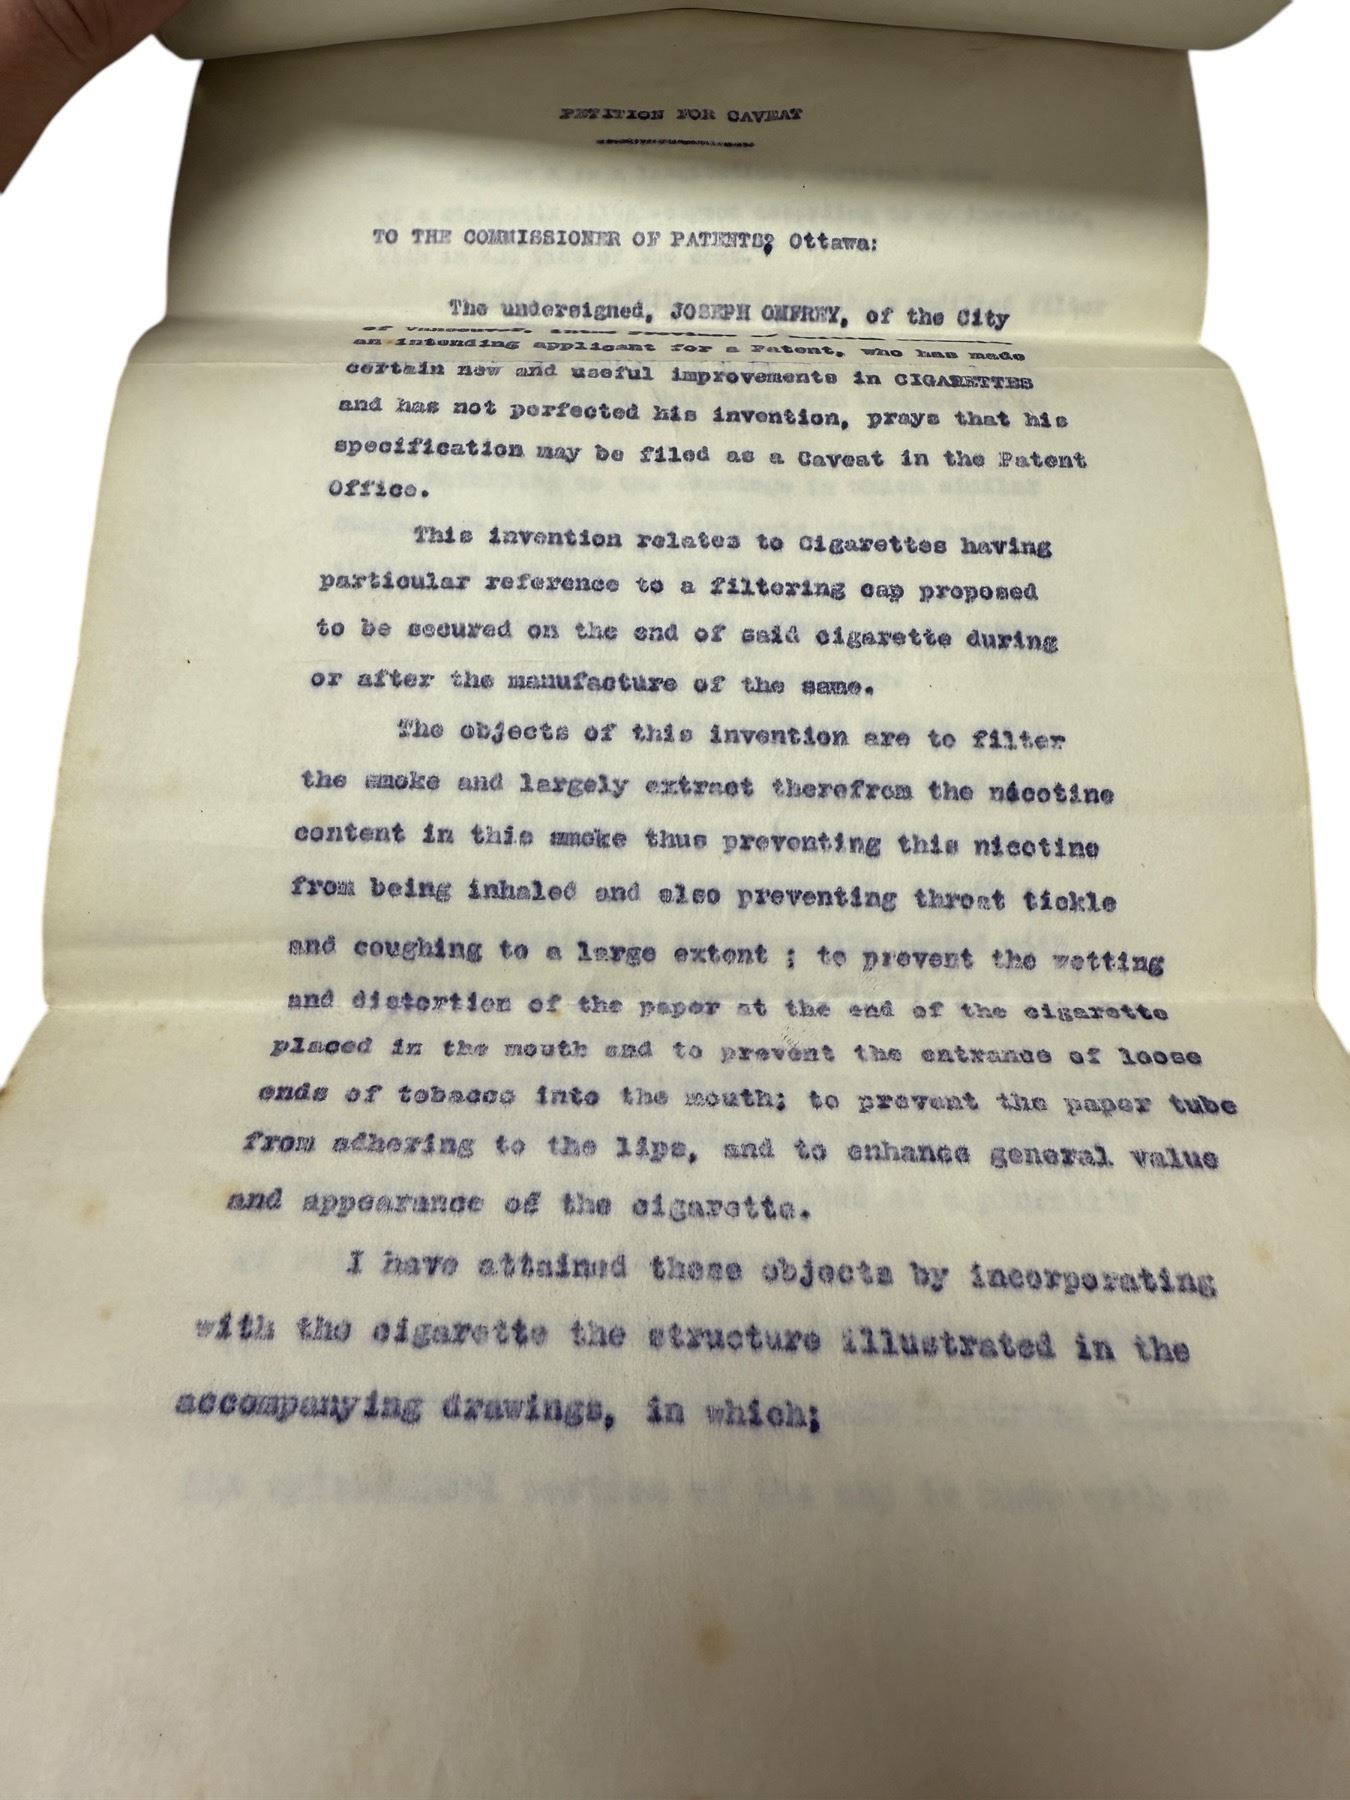 PETITION FOR CAVEAT
TO THE COMMISSIONER OF PATENTS, Ottawa:
The undersigned, JOSEPH OMFREY, of the City
of Vancouver, in the Province of
an intending applicant for a Patent, who has made
certain new and useful improvements in CIGARETTES
and has not perfected his invention, prays that his
specification may be filed as a Caveat in the Patent
Office.
This invention relates to Cigarettes having
particular reference to a filtering cap proposed
to be secured on the end of said cigarette during
or after the manufacture of the same.
The objects of this invention are to filter
the smoke and largely extract therefrom the nicotine
content in this smoke thus preventing this nicotine
from being inhaled and also preventing throat tickle
and coughing to a large extent ; to prevent the wetting
and distortion of the paper at the end of the cigarette
placed in the mouth and to prevent the entrance of loose
ends of tobacco into the mouth; to prevent the paper tube
from adhering to the lips, and to enhance general value
and appearance of the cigarette.
I have attained these objects by incorporating
with the cigarette the structure illustrated in the
accompanying drawings, in which;